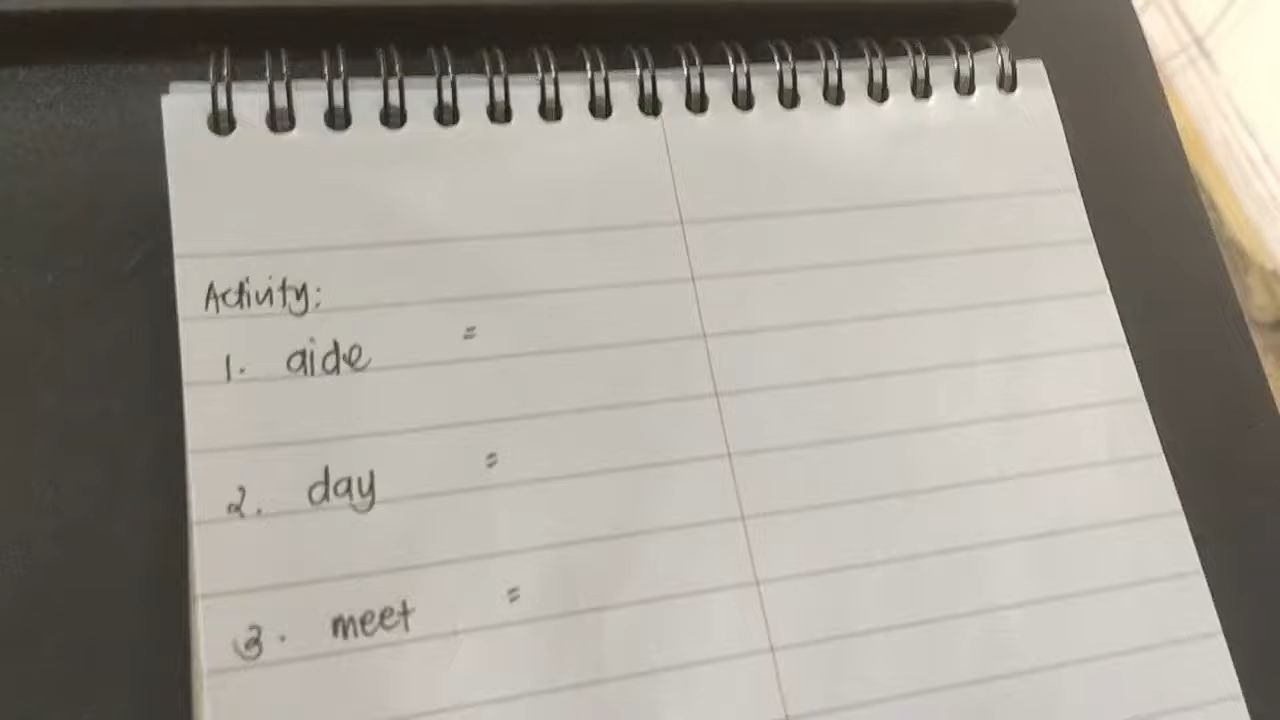 Activity:
1. aide =
2. day =
3. meet =